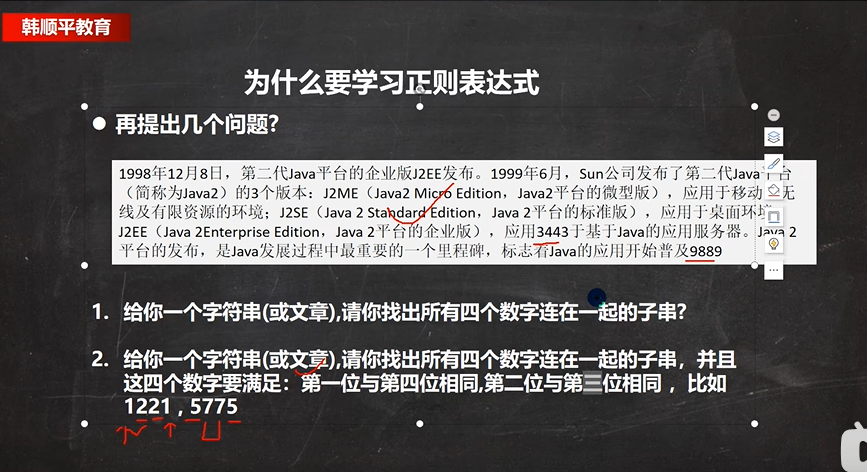 韩顺平教育
为什么要学习正则表达式
● 再提出几个问题?
1998年12月8日，第二代Java平台的企业版J2EE发布。1999年6月，Sun公司发布了第二代Java平台
（简称为Java2）的3个版本：J2ME（Java2 Micro Edition，Java2平台的微型版），应用于移动、无
线及有限资源的环境；J2SE（Java 2 Standard Edition，Java 2平台的标准版），应用于桌面环境；
J2EE（Java 2Enterprise Edition，Java 2平台的企业版），应用3443于基于Java的应用服务器。Java 2
平台的发布，是Java发展过程中最重要的一个里程碑，标志着Java的应用开始普及9889
1. 给你一个字符串(或文章),请你找出所有四个数字连在一起的子串?
2. 给你一个字符串(或文章),请你找出所有四个数字连在一起的子串，并且
这四个数字要满足：第一位与第四位相同,第二位与第三位相同 ，比如
1221 , 5775